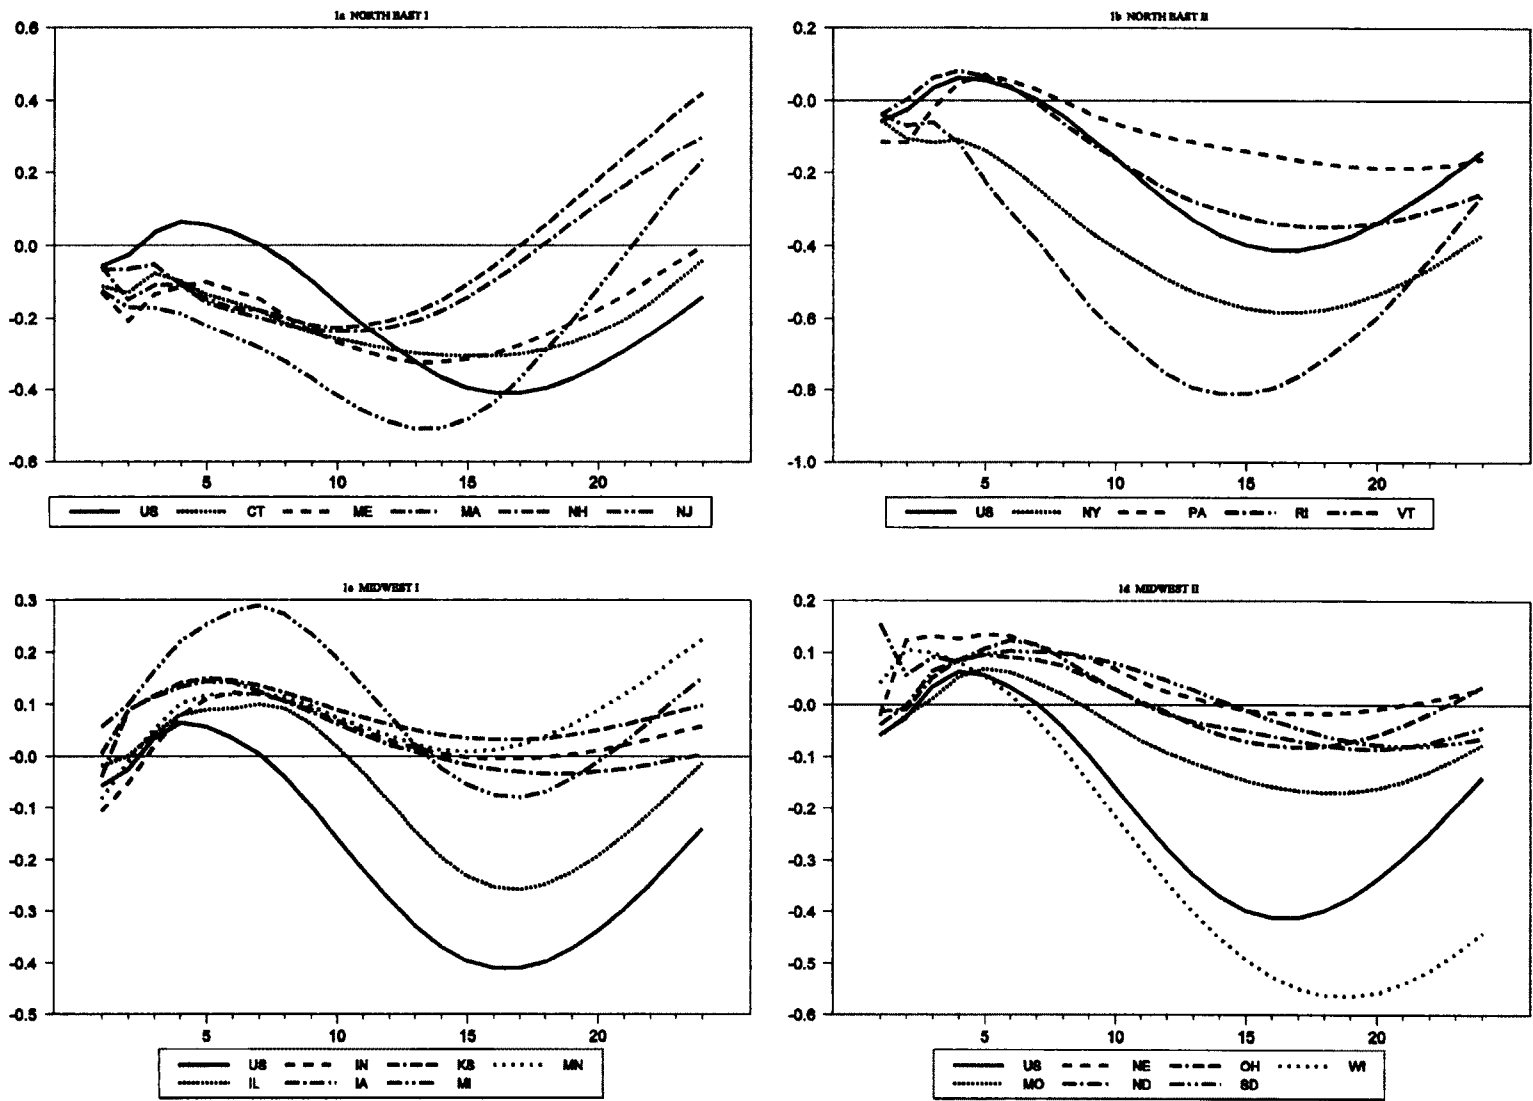 1a NORTH EAST I
0.6
0.4
0.2
0.0
-0.2
-0.4
-0.6
5 10 15 20
US CT ME MA NH NJ
1b NORTH EAST II
0.2
-0.0
-0.2
-0.4
-0.6
-0.8
-1.0
5 10 15 20
US NY PA RI VT
1c MIDWEST I
0.3
0.2
0.1
-0.0
-0.1
-0.2
-0.3
-0.4
-0.5
5 10 15 20
US IN KS MN
IL IA MI
1d MIDWEST II
0.2
0.1
-0.0
-0.1
-0.2
-0.3
-0.4
-0.5
-0.6
5 10 15 20
US NE OH WI
MO ND SD